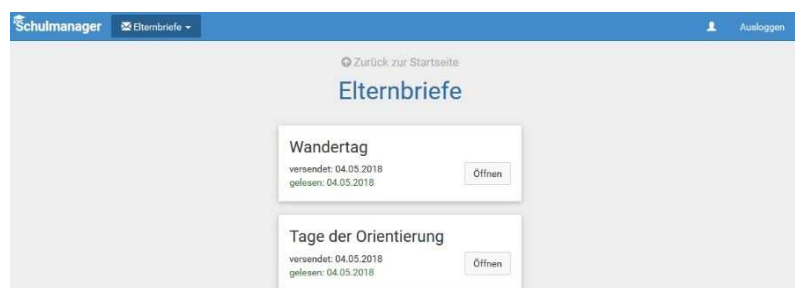 Schulmanager Elternbriefe Ausloggen
Zurück zur Startseite
Elternbriefe
Wandertag
versendet: 04.05.2018
gelesen: 04.05.2018
Öffnen
Tage der Orientierung
versendet: 04.05.2018
gelesen: 04.05.2018
Öffnen